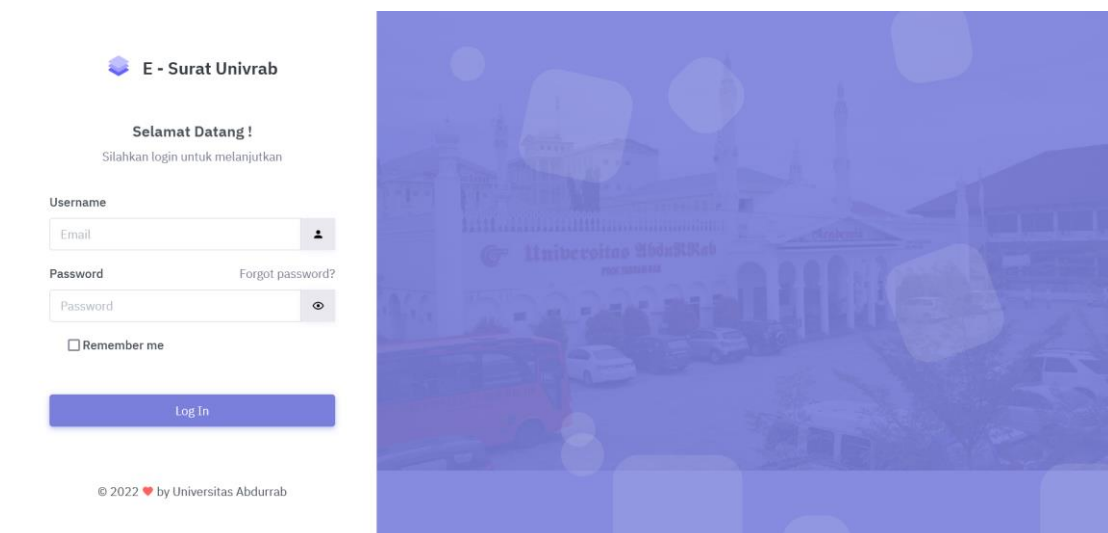 E - Surat Univrab
Selamat Datang !
Silahkan login untuk melanjutkan
Username
Email
Password
Forgot password?
Password
Remember me
Log In
© 2022 ❤ by Universitas Abdurrab
Universitas AbduRRab
PEKANBARU